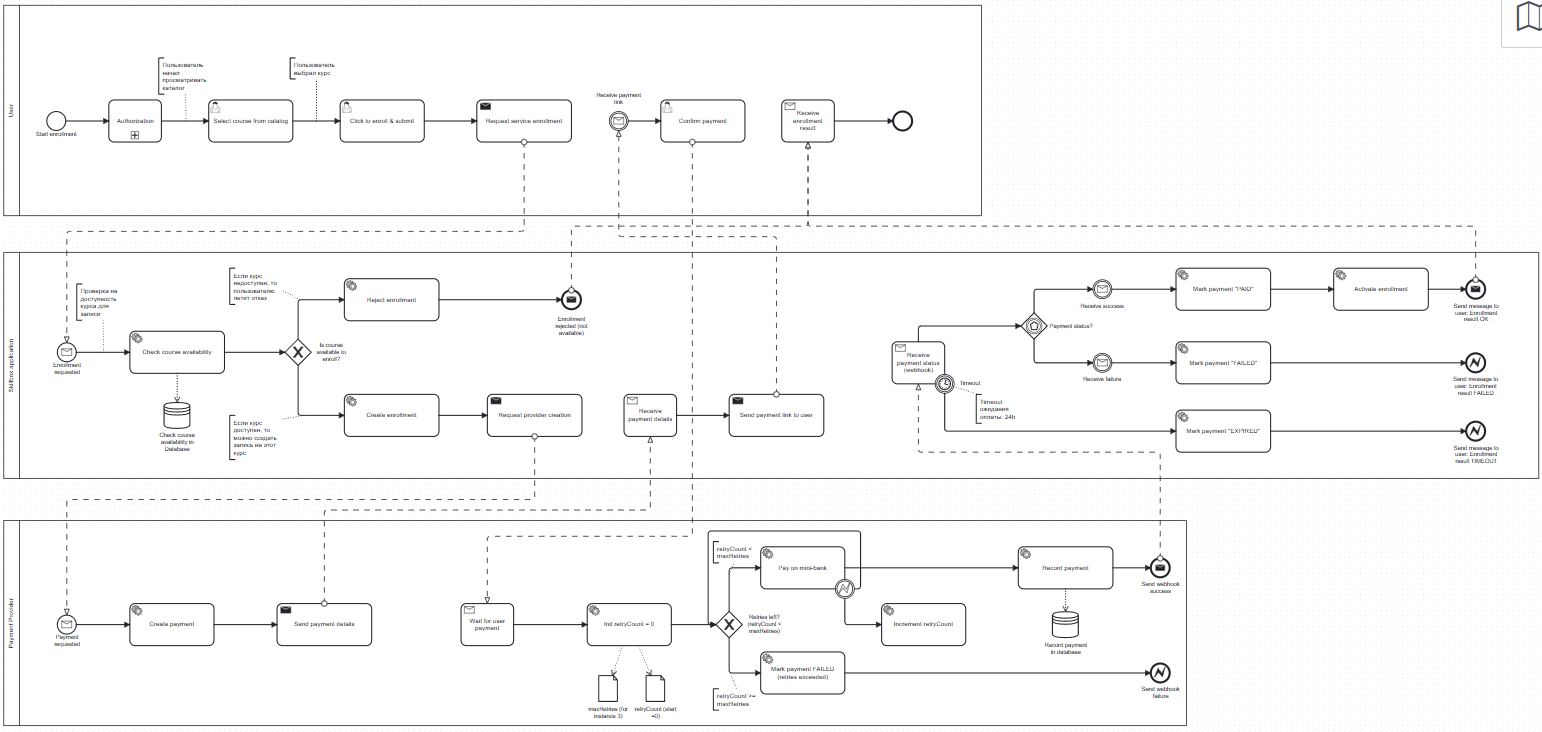 User
Start enrollment
Authorization
Пользователь
начал
просматривать
каталог
Select course from catalog
Пользователь
выбрал курс
Click to enroll & submit
Request service enrollment
Receive payment
link
Confirm payment
Receive
enrollment
result
Skillbox application
Enrollment
requested
Проверка на
доступность
курса для
записи
Check course availability
Check course
availability in
Database
Если курс
недоступен, то
пользователю
летит отказ
Is course
available to
enroll?
Если курс
доступен, то
можно создать
запись на этот
курс
Reject enrollment
Enrollment
rejected (not
available)
Create enrollment
Request provider creation
Receive
payment details
Send payment link to user
Receive
payment status
(webhook)
Timeout
Timeout
ожидания
оплаты: 24h
Payment status?
Receive success
Mark payment "PAID"
Activate enrollment
Send message to
user: Enrollment
result OK
Receive failure
Mark payment "FAILED"
Send message to
user: Enrollment
result FAILED
Mark payment "EXPIRED"
Send message to
user: Enrollment
result TIMEOUT
Payment Provider
Payment
requested
Create payment
Send payment details
Wait for user
payment
Init retryCount = 0
maxRetries (for
instance 3)
retryCount (start
=0)
retryCount <
maxRetries
Retries left?
(retryCount <
maxRetries)
retryCount >=
maxRetries
Pay on mini-bank
Increment retryCount
Mark payment FAILED
(retries exceeded)
Record payment
Record payment
in database
Send webhook
success
Send webhook
failure